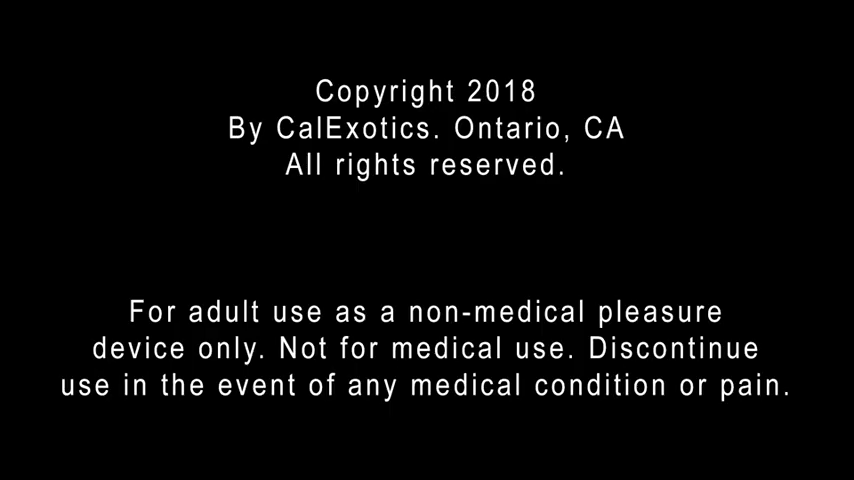 Copyright 2018
By CalExotics. Ontario, CA
All rights reserved.
For adult use as a non-medical pleasure
device only. Not for medical use. Discontinue
use in the event of any medical condition or pain.